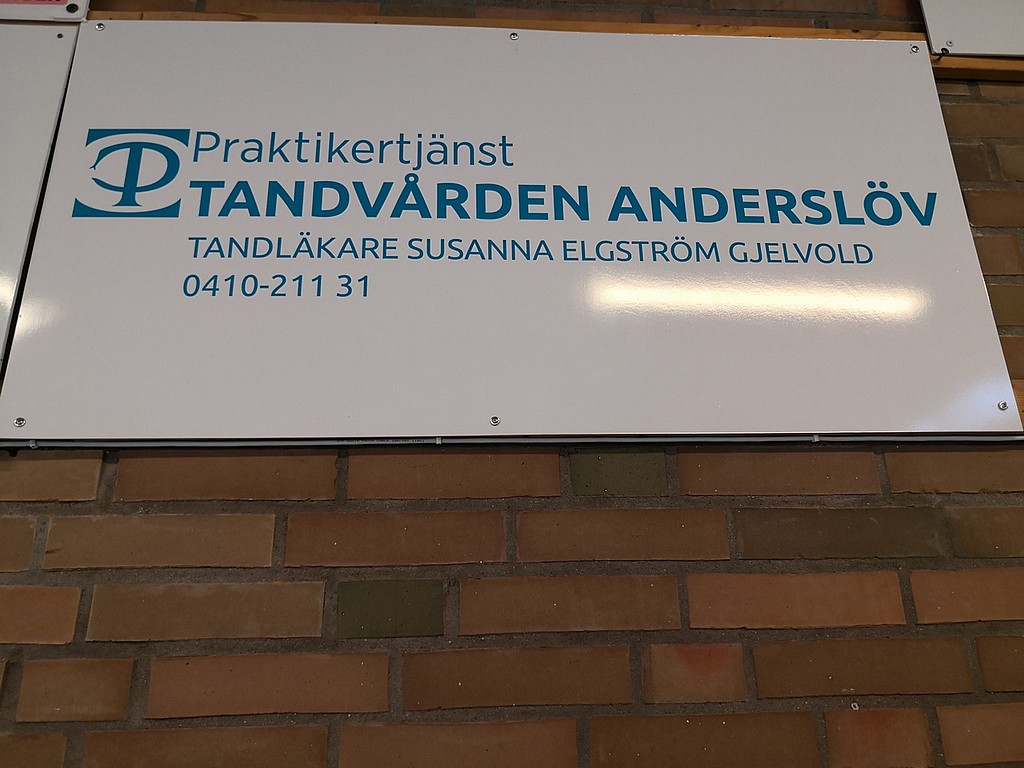 Praktikertjänst
TANDVÅRDEN ANDERSLÖV
TANDLÄKARE SUSANNA ELGSTRÖM GJELVOLD
0410-211 31